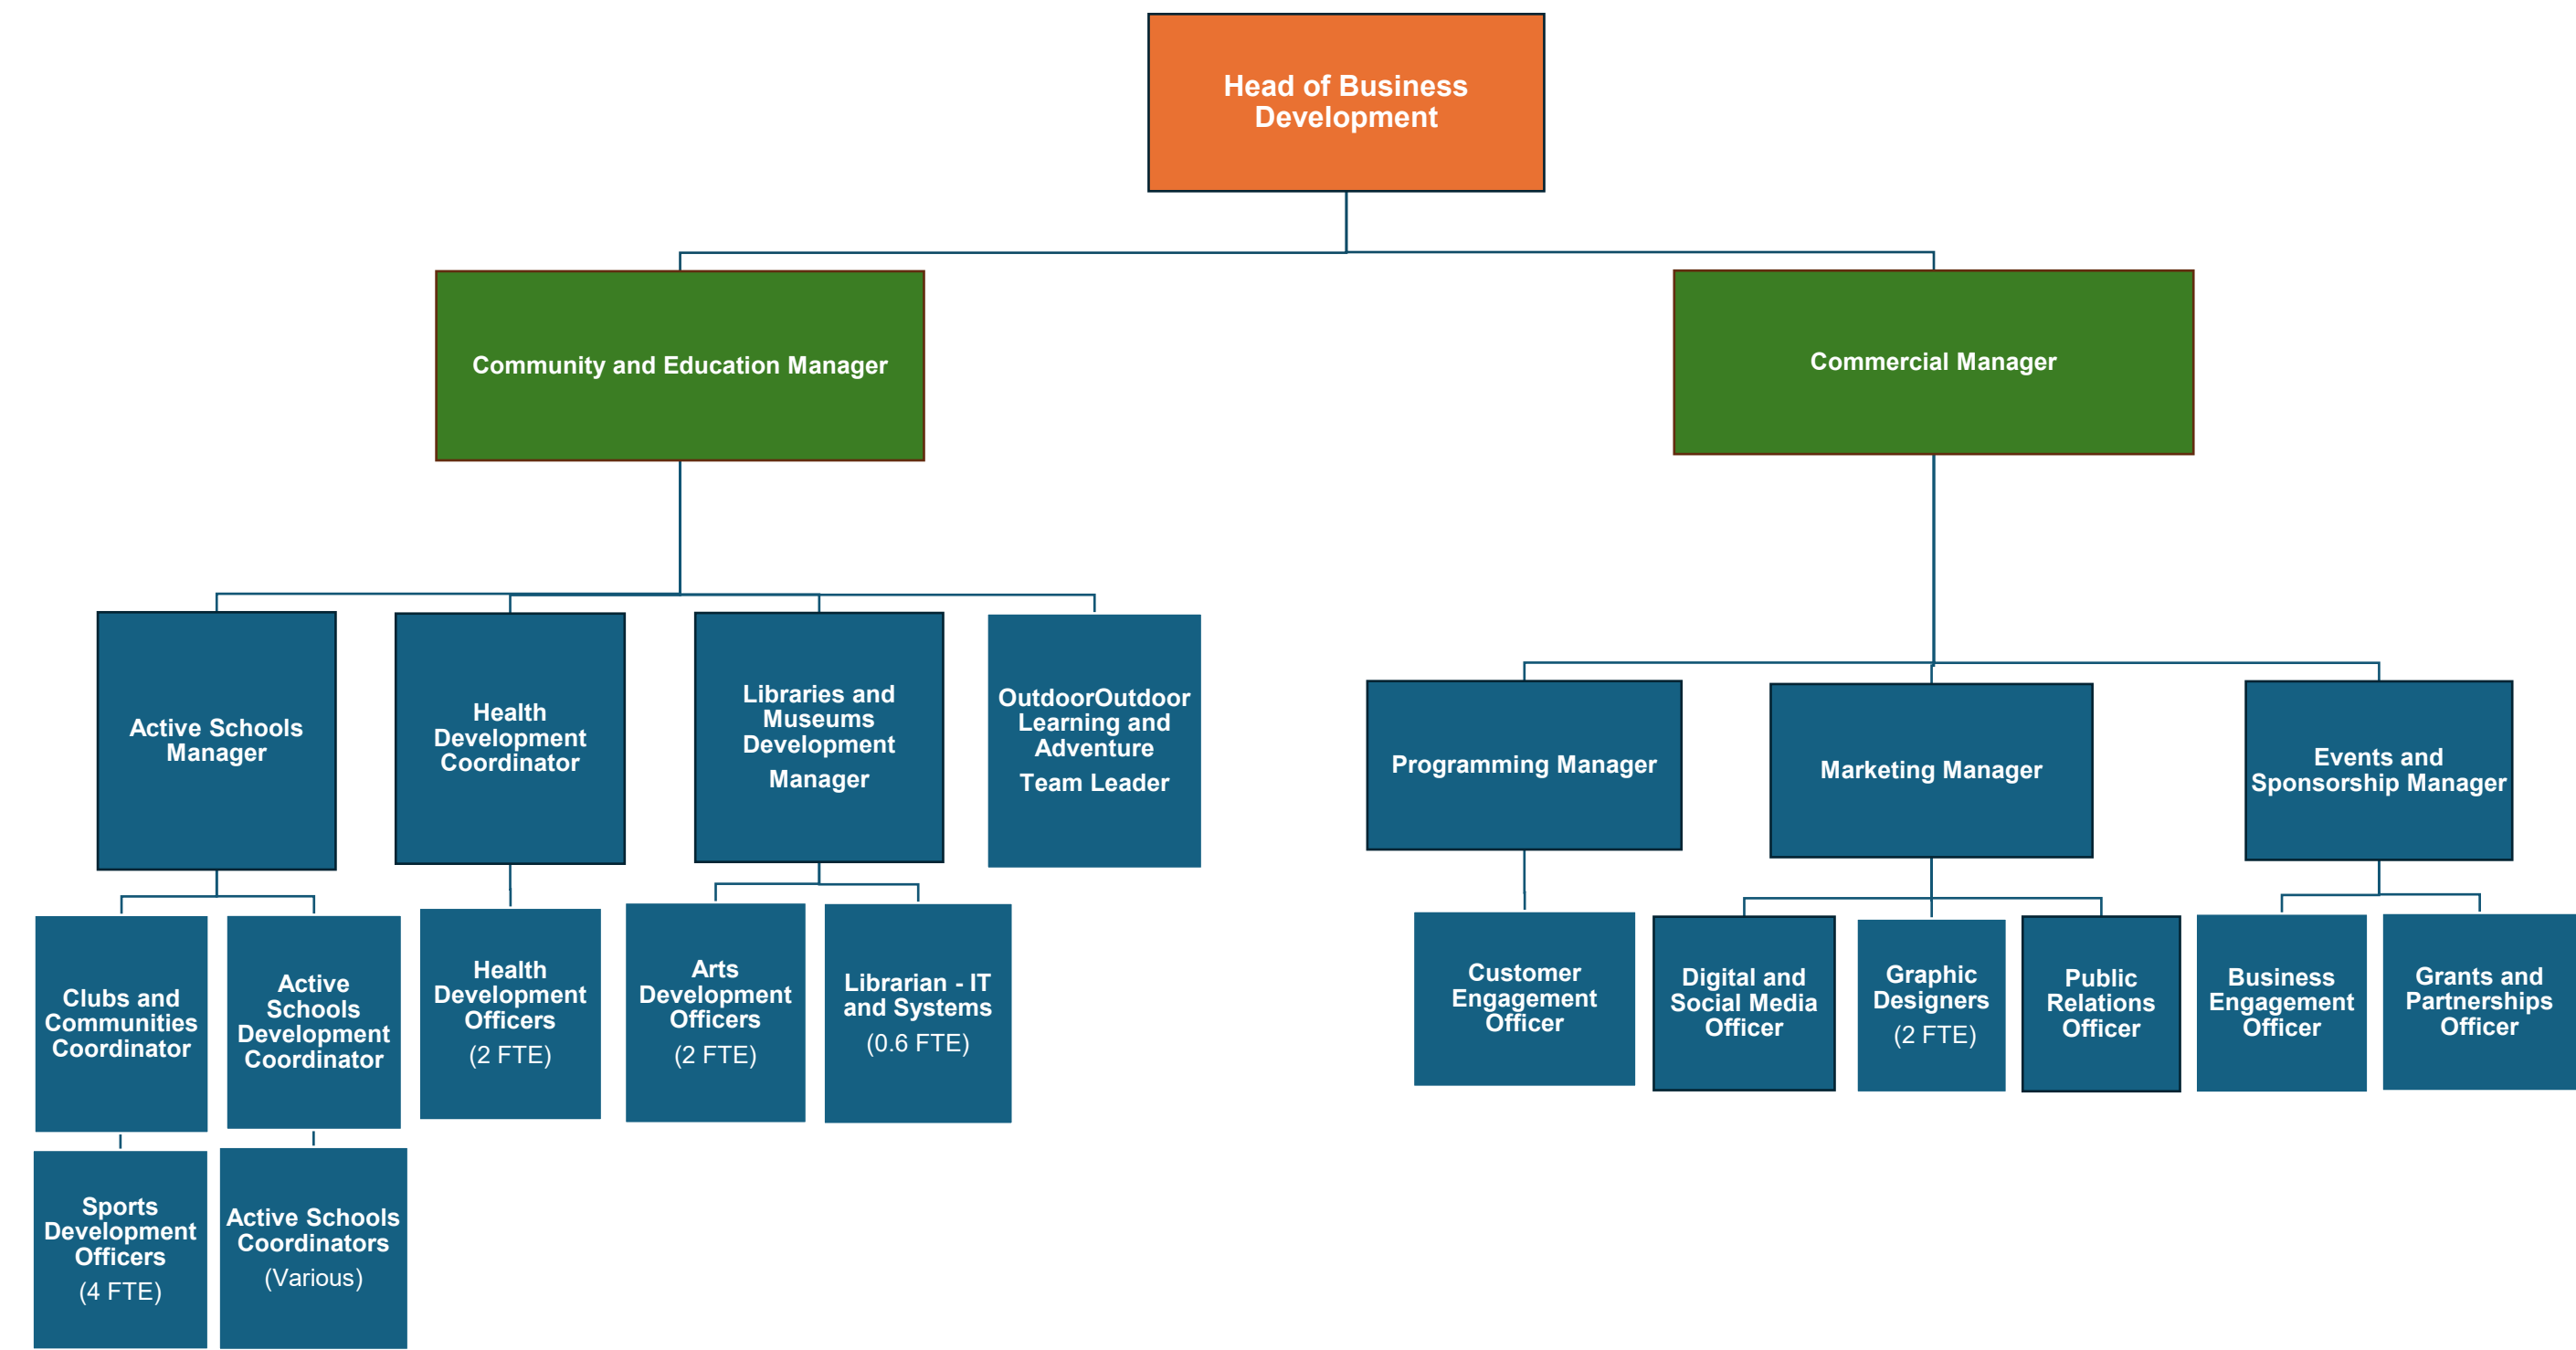 Head of Business
Development
Community and Education Manager
Commercial Manager
Active Schools
Manager
Health
Development
Coordinator
Libraries and
Museums
Development
Manager
OutdoorOutdoor
Learning and
Adventure
Team Leader
Programming Manager
Marketing Manager
Events and
Sponsorship Manager
Clubs and
Communities
Coordinator
Active
Schools
Development
Coordinator
Health
Development
Officers
(2 FTE)
Arts
Development
Officers
(2 FTE)
Librarian - IT
and Systems
(0.6 FTE)
Customer
Engagement
Officer
Digital and
Social Media
Officer
Graphic
Designers
(2 FTE)
Public
Relations
Officer
Business
Engagement
Officer
Grants and
Partnerships
Officer
Sports
Development
Officers
(4 FTE)
Active Schools
Coordinators
(Various)